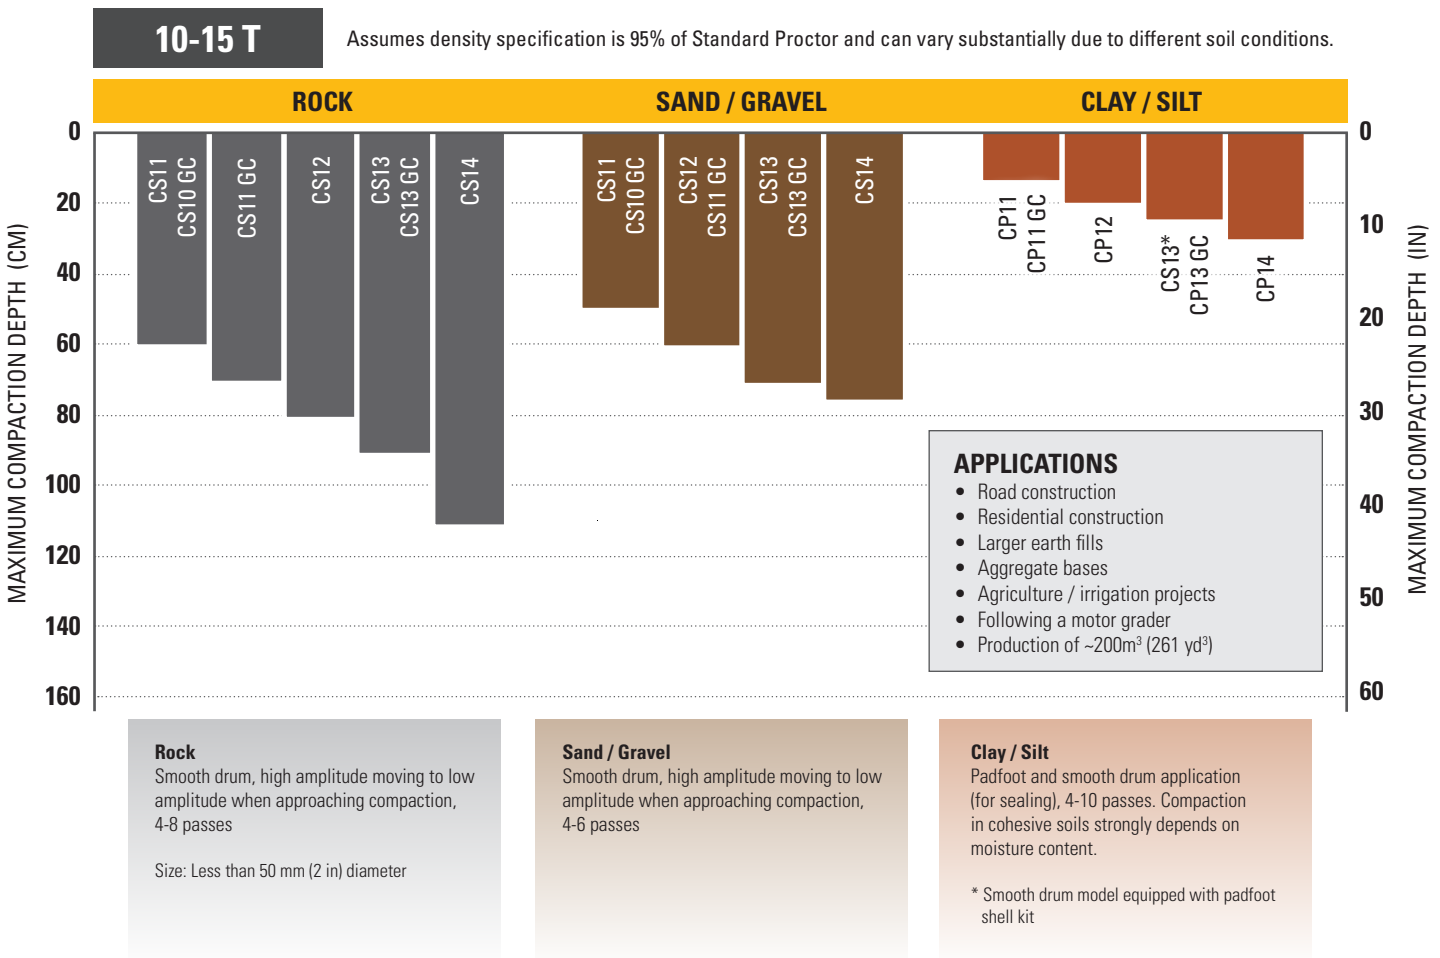 10-15 T
Assumes density specification is 95% of Standard Proctor and can vary substantially due to different soil conditions.
ROCK
SAND / GRAVEL
CLAY / SILT
MAXIMUM COMPACTION DEPTH (CM)
0
20
40
60
80
100
120
140
160
CS11
CS10 GC
CS11 GC
CS12
CS13
CS13 GC
CS14
CS11
CS10 GC
CS12
CS11 GC
CS13
CS13 GC
CS14
CP11
CP11 GC
CP12
CS13*
CP13 GC
CP14
0
10
20
30
40
50
60
MAXIMUM COMPACTION DEPTH (IN)
APPLICATIONS
• Road construction
• Residential construction
• Larger earth fills
• Aggregate bases
• Agriculture / irrigation projects
• Following a motor grader
• Production of ~200m³ (261 yd³)
Rock
Smooth drum, high amplitude moving to low
amplitude when approaching compaction,
4-8 passes
Size: Less than 50 mm (2 in) diameter
Sand / Gravel
Smooth drum, high amplitude moving to low
amplitude when approaching compaction,
4-6 passes
Clay / Silt
Padfoot and smooth drum application
(for sealing), 4-10 passes. Compaction
in cohesive soils strongly depends on
moisture content.
* Smooth drum model equipped with padfoot
shell kit